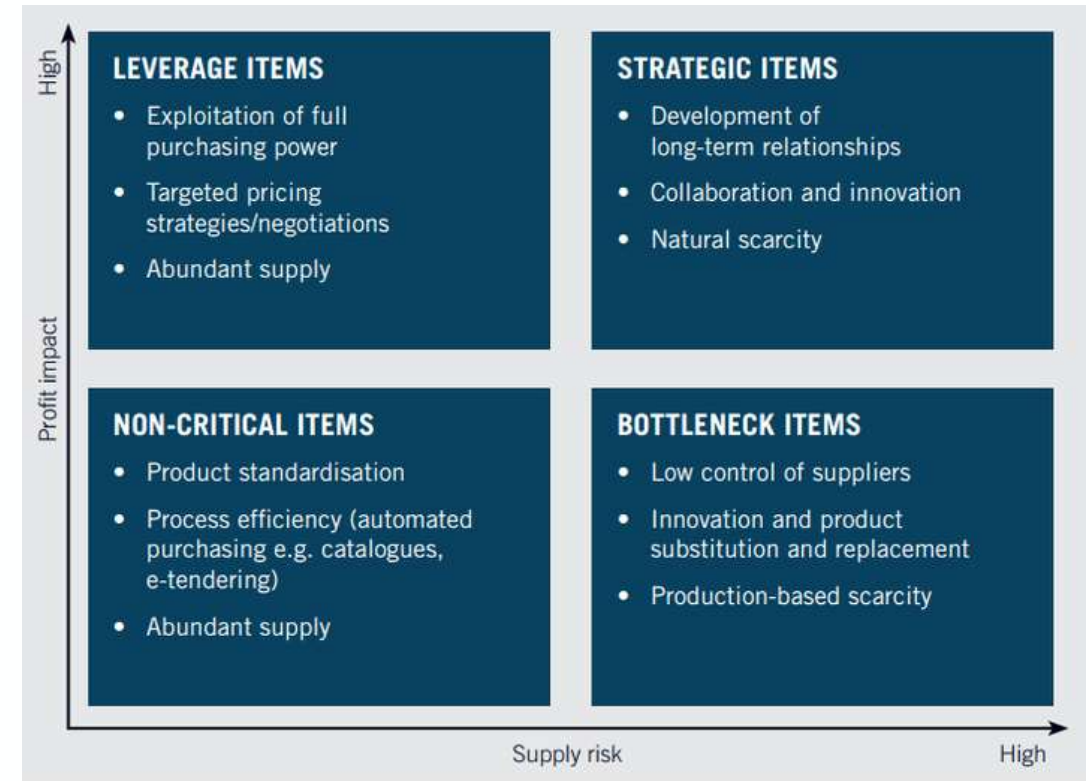 High
Profit impact
LEVERAGE ITEMS
• Exploitation of full
purchasing power
• Targeted pricing
strategies/negotiations
• Abundant supply
STRATEGIC ITEMS
• Development of
long-term relationships
• Collaboration and innovation
• Natural scarcity
NON-CRITICAL ITEMS
• Product standardisation
• Process efficiency (automated
purchasing e.g. catalogues,
e-tendering)
• Abundant supply
BOTTLENECK ITEMS
• Low control of suppliers
• Innovation and product
substitution and replacement
• Production-based scarcity
Supply risk
High